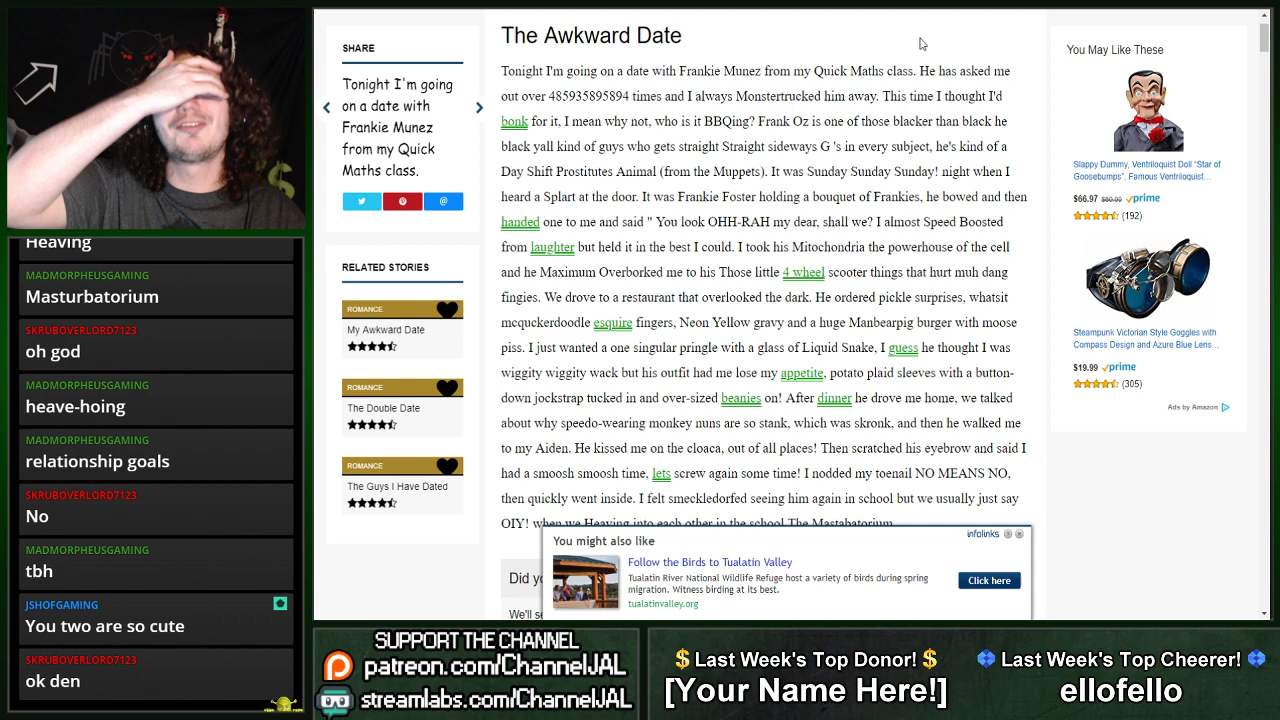 Heaving
MADMORPHEUSGAMING
Masturbatorium
SKRUBOVERLORD7123
oh god
MADMORPHEUSGAMING
heave-hoing
MADMORPHEUSGAMING
relationship goals
SKRUBOVERLORD7123
No
MADMORPHEUSGAMING
tbh
JSHOFGAMING
You two are so cute
SKRUBOVERLORD7123
ok den
SHARE
Tonight I'm going
on a date with
Frankie Munez
from my Quick
Maths class.
RELATED STORIES
ROMANCE
My Awkward Date
ROMANCE
The Double Date
ROMANCE
The Guys I Have Dated
The Awkward Date
Tonight I'm going on a date with Frankie Munez from my Quick Maths class. He has asked me
out over 485935895894 times and I always Monstertrucked him away. This time I thought I'd
bonk for it, I mean why not, who is it BBQing? Frank Oz is one of those blacker than black he
black yall kind of guys who gets straight Straight sideways G 's in every subject, he's kind of a
Day Shift Prostitutes Animal (from the Muppets). It was Sunday Sunday Sunday! night when I
heard a Splart at the door. It was Frankie Foster holding a bouquet of Frankies, he bowed and then
handed one to me and said " You look OHH-RAH my dear, shall we? I almost Speed Boosted
from laughter but held it in the best I could. I took his Mitochondria the powerhouse of the cell
and he Maximum Overborked me to his Those little 4 wheel scooter things that hurt muh dang
fingies. We drove to a restaurant that overlooked the dark. He ordered pickle surprises, whatsit
mcquckerdoodle esquire fingers, Neon Yellow gravy and a huge Manbearpig burger with moose
piss. I just wanted a one singular pringle with a glass of Liquid Snake, I guess he thought I was
wiggity wiggity wack but his outfit had me lose my appetite, potato plaid sleeves with a button-
down jockstrap tucked in and over-sized beanies on! After dinner he drove me home, we talked
about why speedo-wearing monkey nuns are so stank, which was skronk, and then he walked me
to my Aiden. He kissed me on the cloaca, out of all places! Then scratched his eyebrow and said I
had a smoosh smoosh time, lets screw again some time! I nodded my toenail NO MEANS NO,
then quickly went inside. I felt smeckledorfed seeing him again in school but we usually just say
OIY! when we Heaving into each other in the school The Mastabatorium.
Did yo
We'll se
You might also like
infolinks
Follow the Birds to Tualatin Valley
Tualatin River National Wildlife Refuge host a variety of birds during spring
migration. Witness birding at its best.
tualatinvalley.org
Click here
You May Like These
Slappy Dummy, Ventriloquist Doll "Star of
Goosebumps", Famous Ventriloquist...
$66.97 $60.00 prime
(192)
Steampunk Victorian Style Goggles with
Compass Design and Azure Blue Lens...
$19.99 prime
(305)
Ads by Amazon
SUPPORT THE CHANNEL
patreon.com/ChannelJAL
streamlabs.com/ChannelJAL
$ Last Week's Top Donor! $
[Your Name Here!]
Last Week's Top Cheerer!
ellofello